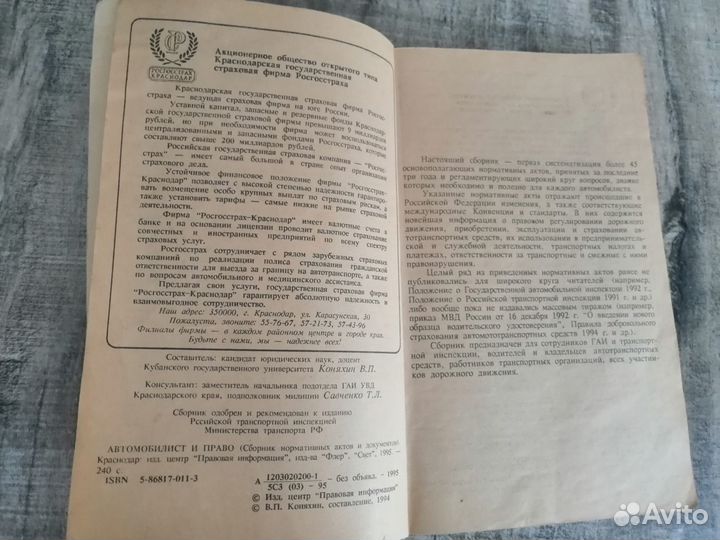 РОСГОССТРАХ
КРАСНОДАР
Акционерное общество открытого типа
Краснодарская государственная
страховая фирма Росгосстраха
Краснодарская государственная страховая фирма Росгос-
страха — ведущая страховая фирма на юге России.
Уставной капитал, запасные и резервные фонды Краснодар-
ской государственной страховой фирмы превышают 9 миллиардов
рублей, но при необходимости фирма может воспользоваться
централизованными и запасными фондами Росгосстраха, которые
составляют свыше 200 миллиардов рублей.
Российская государственная страховая компания — "Росгос-
страх" — имеет самый большой в стране опыт организации
страхового дела.
Устойчивое финансовое положение фирмы "Росгосстрах-
Краснодар" позволяет с высокой степенью надежности гарантиро-
вать возмещение особо крупных выплат по страховым рискам, а
также установить тарифы — самые низкие на рынке страховой
деятельности.
Фирма "Росгосстрах-Краснодар" имеет валютные счета в
банке и на основании лицензии проводит валютное страхование
совместных и иностранных предприятий по всему спектру
страховых услуг.
Росгосстрах сотрудничает с рядом зарубежных страховых
компаний по реализации полиса страхования гражданской
ответственности для выезда за границу на автотранспорте, а также
по вопросам автомобильного и медицинского ассистанса.
Предлагая свои услуги, государственная страховая фирма
"Росгосстрах-Краснодар" гарантирует абсолютную надежность и
взаимовыгодное сотрудничество.
Наш адрес: 350000, г. Краснодар, ул. Карасунская, 30
Пожалуйста, звоните: 55-76-67, 57-21-73, 57-43-96
Филиалы фирмы — в каждом районном центре и городе края.
Будьте с нами, мы — надежнее всех!
Составитель: кандидат юридических наук, доцент
Кубанского государственного университета Коняхин В.П.
Консультант: заместитель начальника подотдела ГАИ УВД
Краснодарского края, подполковник милиции Савченко Т.Л.
Сборник одобрен и рекомендован к изданию
Рссийской транспортной инспекцией
Министерства транспорта РФ
АВТОМОБИЛИСТ И ПРАВО (Сборник нормативных актов и документов)
Краснодар: изд. центр "Правовая информация", изд-ва "Флер", "Свет", 1995. —
240 с.
ISBN 5-86817-011-3
А 1203020200-1 – без объявл. - 1995
5С3 (03) – 95
© Изд. центр "Правовая информация"
© В.П. Коняхин, составление, 1994
Настоящий сборник — первая систематизация более 45
основополагающих нормативных актов, принятых за последние
три года и регламентирующих широкий круг вопросов, знание
которых необходимо и полезно для каждого автомобилиста.
Указанные нормативные акты отражают происшедшие в
Российской Федерации изменения, а также соответствующие
международные Конвенции и стандарты. В них содержится
новейшая информация о правовом регулировании дорожного
движения, приобретении, эксплуатации и страховании
автотранспортных средств, их использовании в предприниматель-
ской и служебной деятельности, транспортных налогах и
платежах, ответственности за транспортные и смежные с ними
правонарушения.
Целый ряд из приведенных нормативных актов ранее не
публиковались для широкого круга читателей (например,
Положение о Государственной автомобильной инспекции 1992 г.,
Положение о Российской транспортной инспекции 1991 г. и др.)
либо вообще пока не издавались массовым тиражом (например,
приказ МВД России от 16 декабря 1992 г. "О введении нового
образца водительского удостоверения", Правила добровольного
страхования автомототранспортных средств 1994 г. и др.).
Сборник предназначен для сотрудников ГАИ и транспорт-
ной инспекции, водителей и владельцев автотранспортных
средств, работников транспортных организаций, всех участни-
ков дорожного движения.
Avito